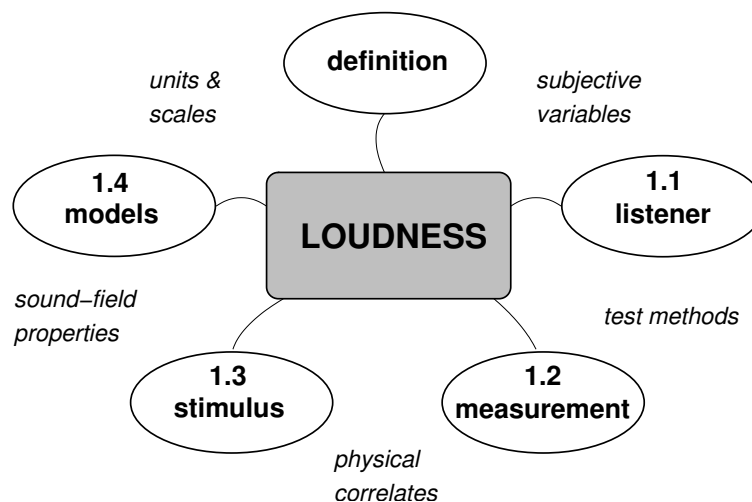 definition
units &
scales
subjective
variables
1.4
models
1.1
listener
LOUDNESS
sound–field
properties
test methods
1.3
stimulus
1.2
measurement
physical
correlates